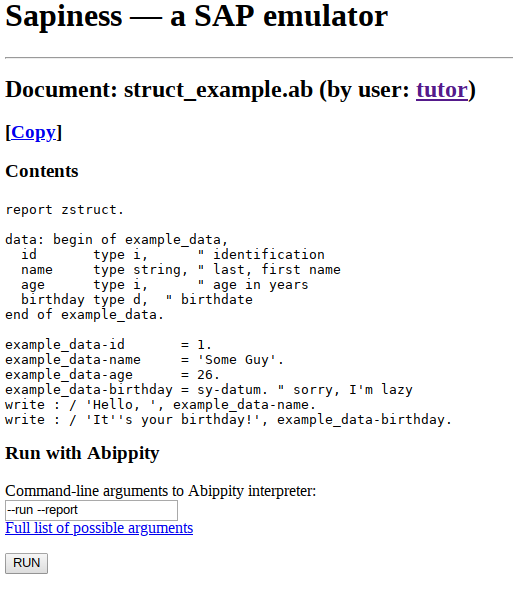 Sapiness — a SAP emulator
Document: struct_example.ab (by user: tutor)
[Copy]
Contents
report zstruct.
data: begin of example_data,
  id       type i,      " identification
  name     type string, " last, first name
  age      type i,      " age in years
  birthday type d,  " birthdate
end of example_data.
example_data-id       = 1.
example_data-name     = 'Some Guy'.
example_data-age      = 26.
example_data-birthday = sy-datum. " sorry, I'm lazy
write : / 'Hello, ', example_data-name.
write : / 'It''s your birthday!', example_data-birthday.
Run with Abippity
Command-line arguments to Abippity interpreter:
--run --report
Full list of possible arguments
RUN